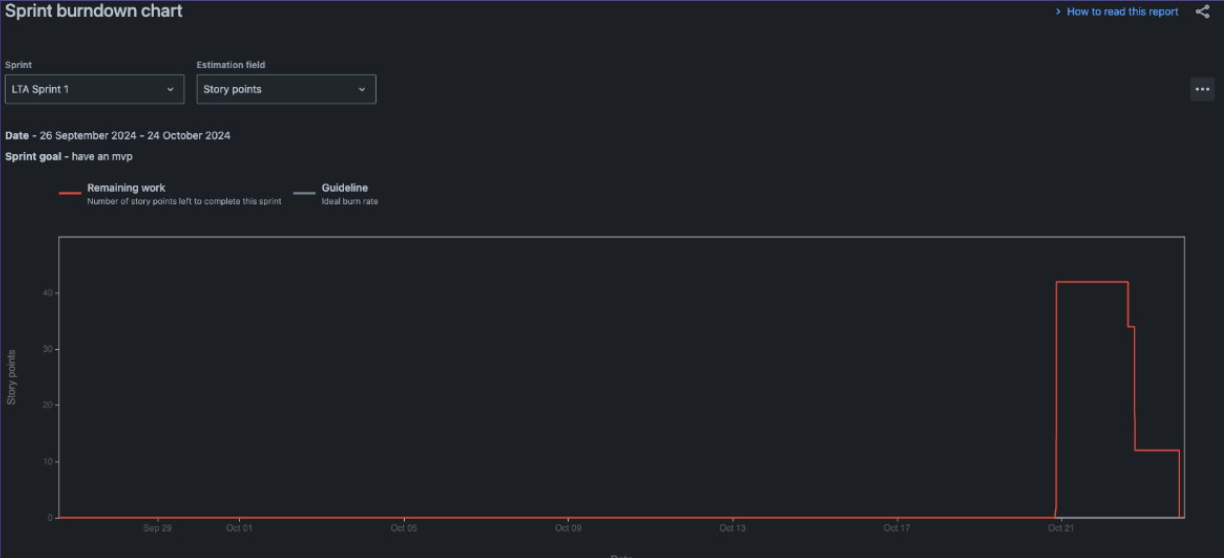 Sprint burndown chart
How to read this report
Sprint
Estimation field
LTA Sprint 1
Story points
Date - 26 September 2024 - 24 October 2024
Sprint goal - have an mvp
Remaining work
Number of story points left to complete this sprint
Guideline
Ideal burn rate
Story points
40
30
20
10
0
Sep 29
Oct 01
Oct 05
Oct 09
Oct 13
Oct 17
Oct 21